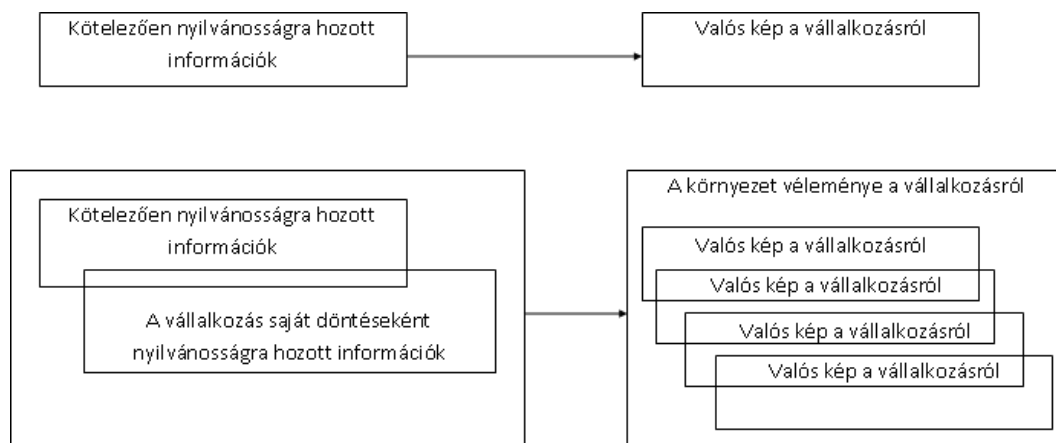 Kötelezően nyilvánosságra hozott
információk
Valós kép a vállalkozásról
Kötelezően nyilvánosságra hozott
információk
A vállalkozás saját döntéseként
nyilvánosságra hozott információk
A környezet véleménye a vállalkozásról
Valós kép a vállalkozásról
Valós kép a vállalkozásról
Valós kép a vállalkozásról
Valós kép a vállalkozásról